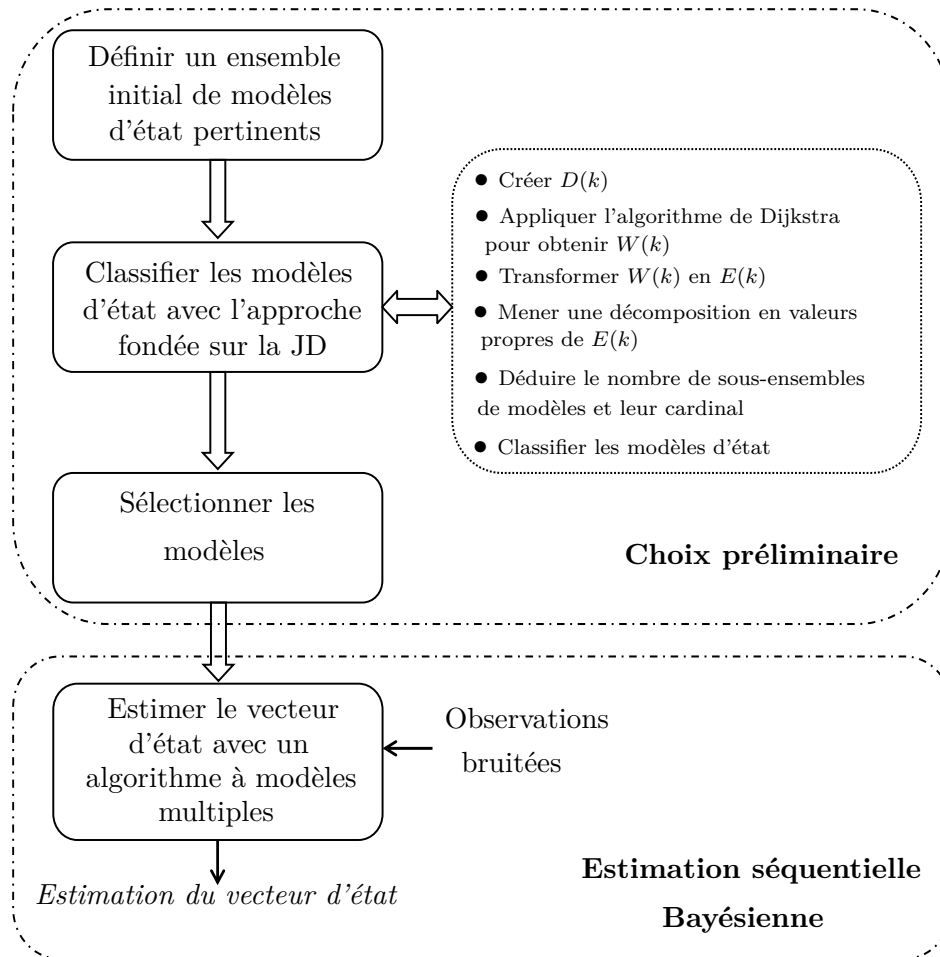 Définir un ensemble
initial de modèles
d'état pertinents
Classifier les modèles
d'état avec l'approche
fondée sur la JD
● Créer D(k)
● Appliquer l'algorithme de Dijkstra
pour obtenir W(k)
● Transformer W(k) en E(k)
● Mener une décomposition en valeurs
propres de E(k)
● Déduire le nombre de sous-ensembles
de modèles et leur cardinal
● Classifier les modèles d'état
Sélectionner les
modèles
Choix préliminaire
Estimer le vecteur
d'état avec un
algorithme à modèles
multiples
Observations
bruitées
Estimation du vecteur d'état
Estimation séquentielle
Bayésienne